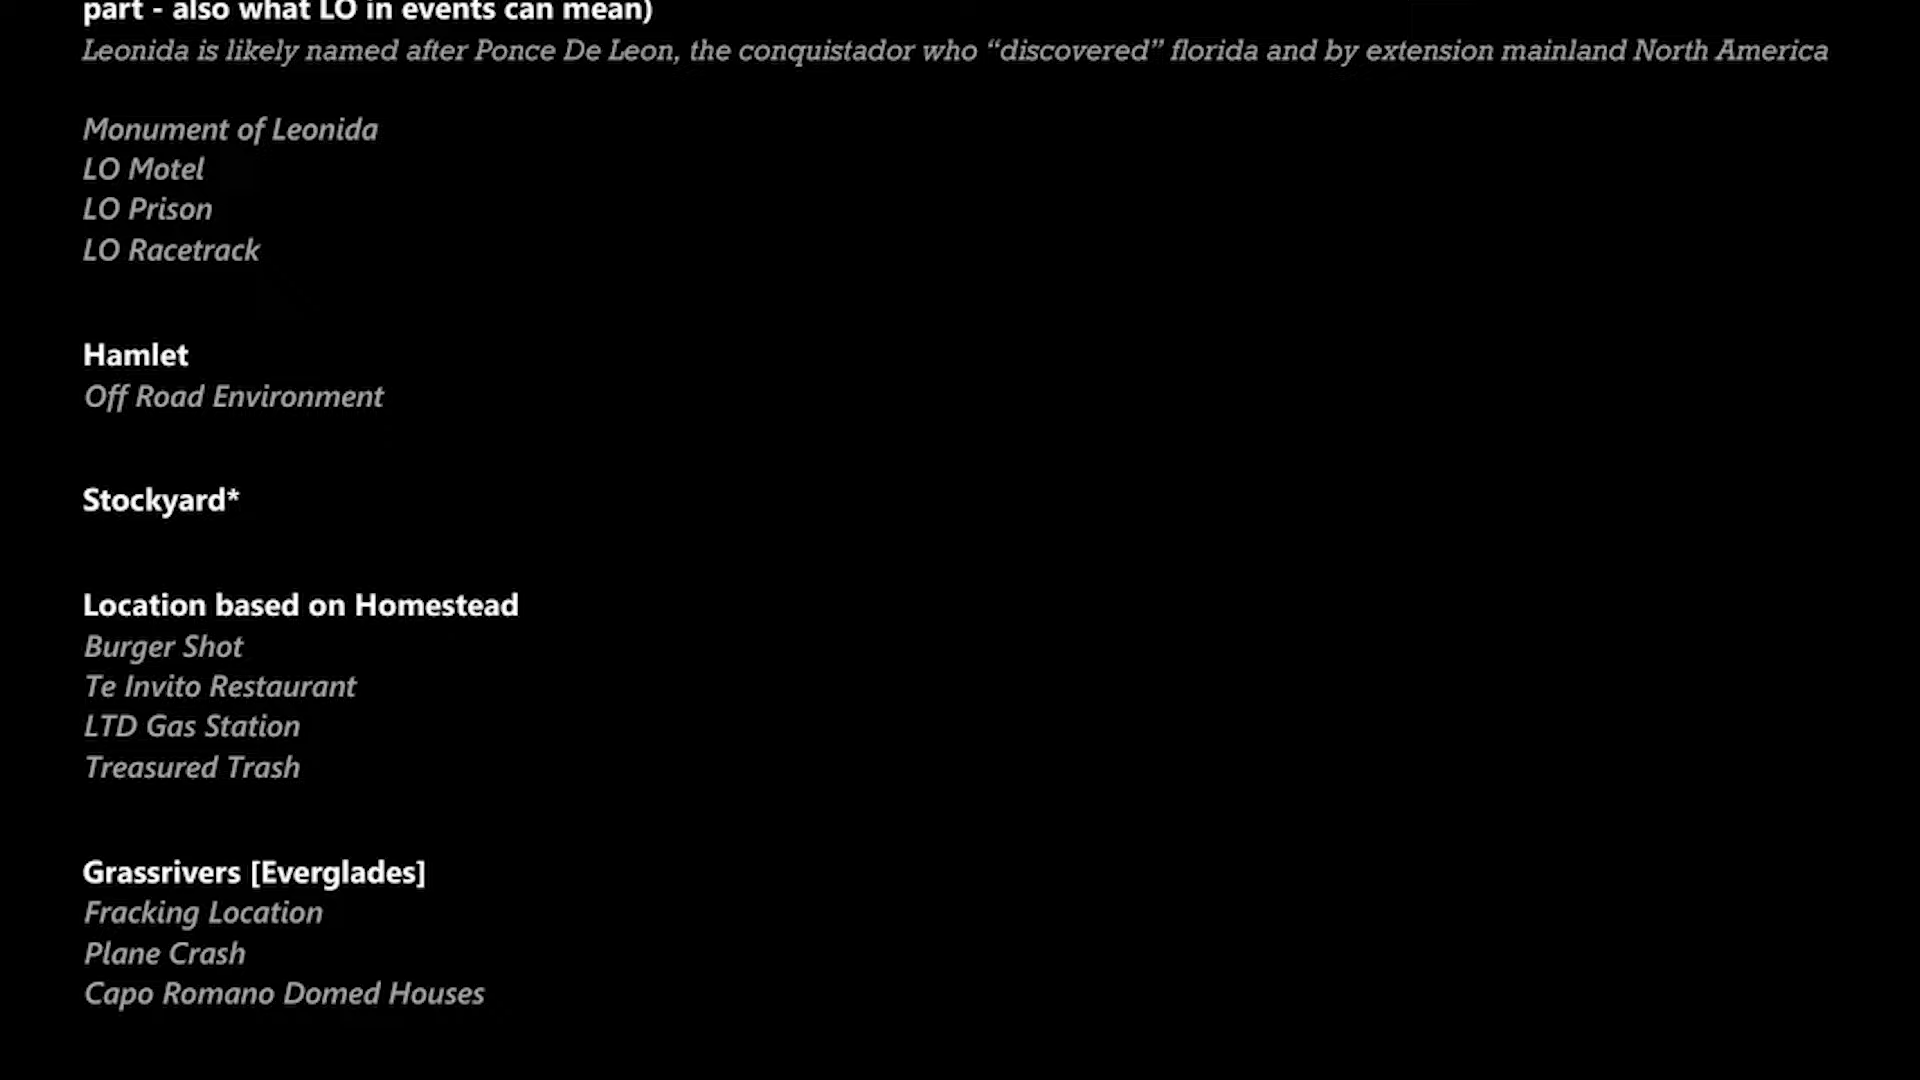 part - also what LO in events can mean)
Leonida is likely named after Ponce De Leon, the conquistador who “discovered” florida and by extension mainland North America
Monument of Leonida
LO Motel
LO Prison
LO Racetrack
Hamlet
Off Road Environment
Stockyard*
Location based on Homestead
Burger Shot
Te Invito Restaurant
LTD Gas Station
Treasured Trash
Grassrivers [Everglades]
Fracking Location
Plane Crash
Capo Romano Domed Houses